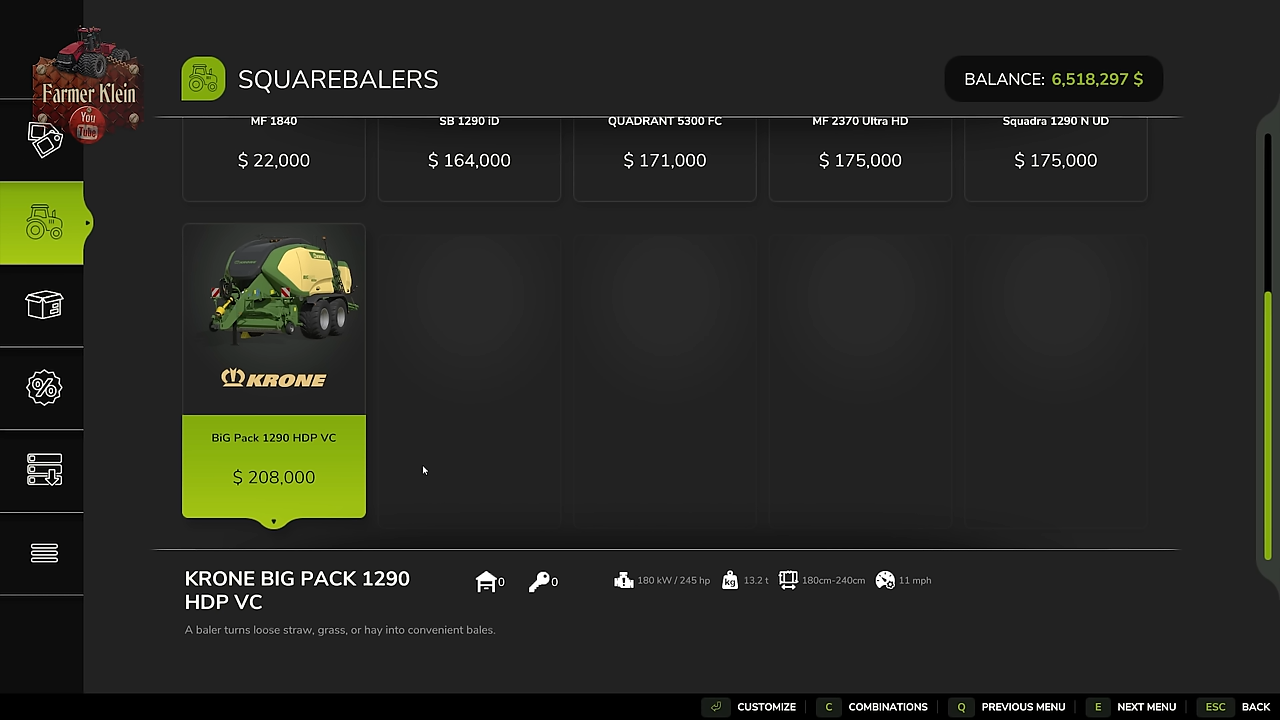 Farmer Klein
You
Tube
SQUAREBALERS
BALANCE: 6,518,297 $
MF 1840
SB 1290 iD
QUADRANT 5300 FC
MF 2370 Ultra HD
Squadra 1290 N UD
$ 22,000
$ 164,000
$ 171,000
$ 175,000
$ 175,000
KRONE
BiG Pack 1290 HDP VC
$ 208,000
KRONE BIG PACK 1290
HDP VC
0
0
180 kW / 245 hp
kg
13.2 t
180cm-240cm
11 mph
A baler turns loose straw, grass, or hay into convenient bales.
CUSTOMIZE
C COMBINATIONS
Q PREVIOUS MENU
E NEXT MENU
ESC BACK